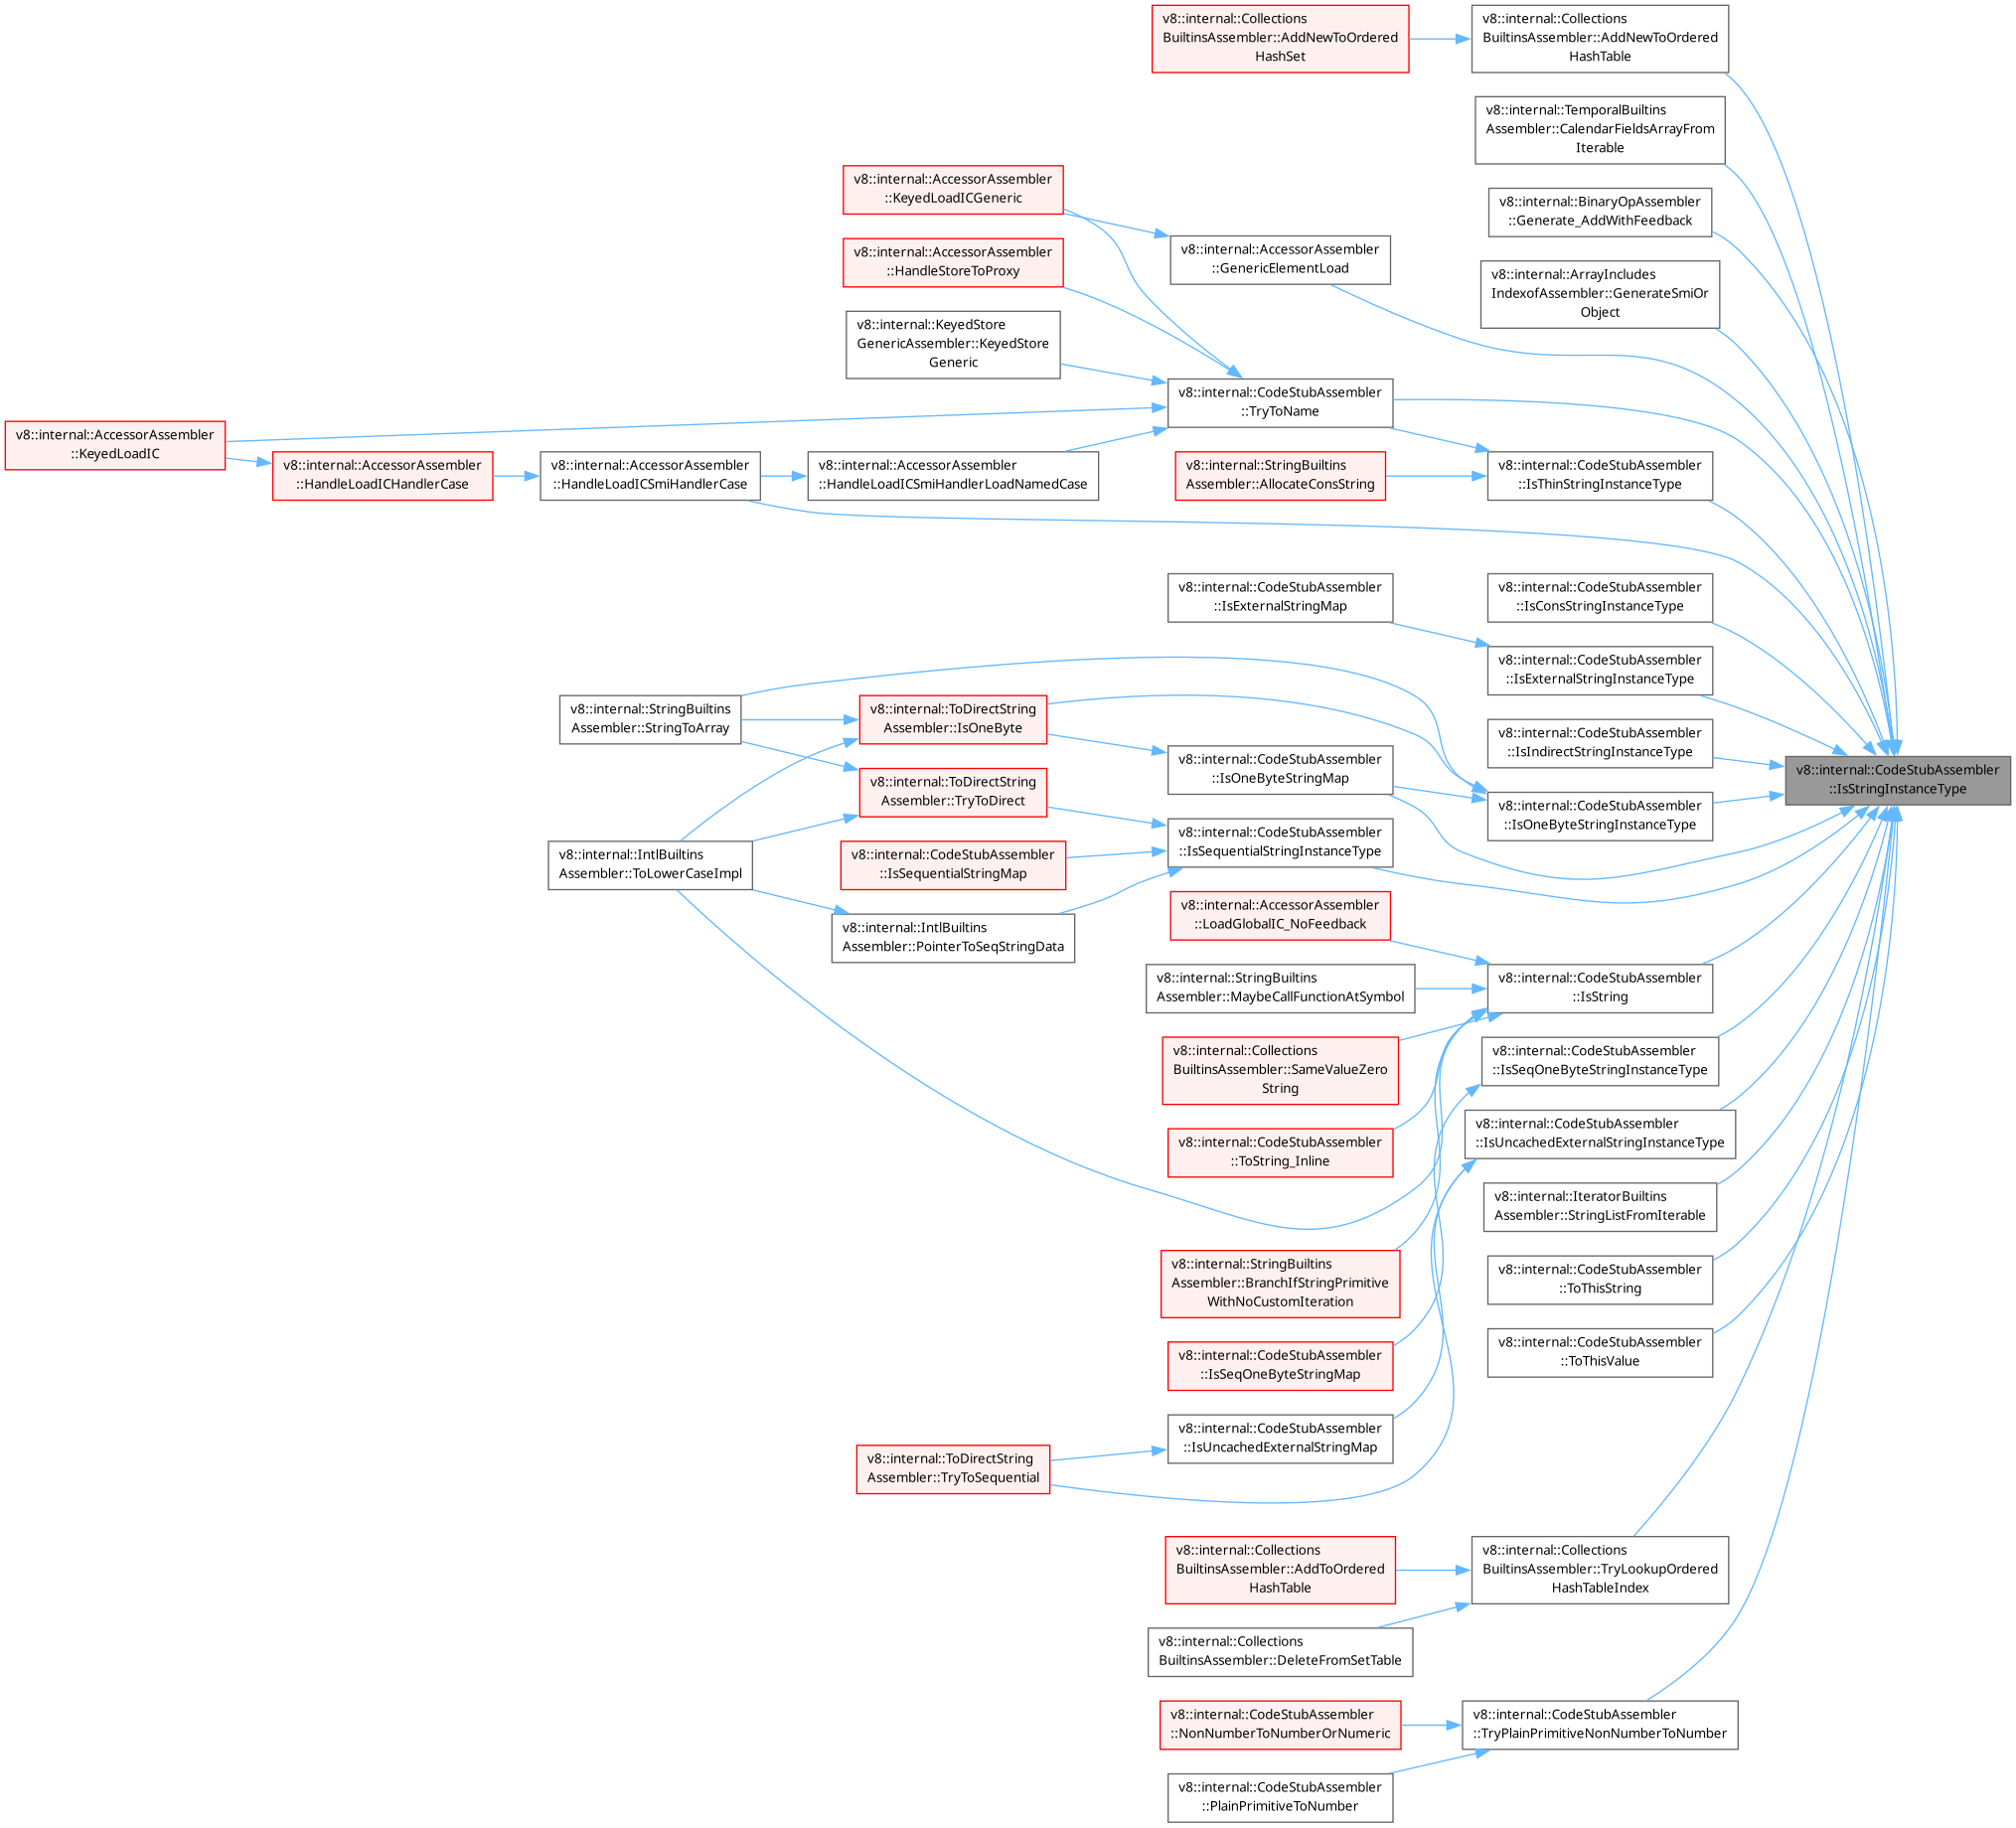 v8::internal::Collections
BuiltinsAssembler::AddNewToOrdered
HashSet
v8::internal::Collections
BuiltinsAssembler::AddNewToOrdered
HashTable
v8::internal::TemporalBuiltins
Assembler::CalendarFieldsArrayFrom
Iterable
v8::internal::AccessorAssembler
::KeyedLoadICGeneric
v8::internal::BinaryOpAssembler
::Generate_AddWithFeedback
v8::internal::AccessorAssembler
::HandleStoreToProxy
v8::internal::AccessorAssembler
::GenericElementLoad
v8::internal::ArrayIncludes
IndexofAssembler::GenerateSmiOr
Object
v8::internal::KeyedStore
GenericAssembler::KeyedStore
Generic
v8::internal::CodeStubAssembler
::TryToName
v8::internal::AccessorAssembler
::KeyedLoadIC
v8::internal::AccessorAssembler
::HandleLoadICHandlerCase
v8::internal::AccessorAssembler
::HandleLoadICSmiHandlerCase
v8::internal::AccessorAssembler
::HandleLoadICSmiHandlerLoadNamedCase
v8::internal::StringBuiltins
Assembler::AllocateConsString
v8::internal::CodeStubAssembler
::IsThinStringInstanceType
v8::internal::CodeStubAssembler
::IsExternalStringMap
v8::internal::CodeStubAssembler
::IsConsStringInstanceType
v8::internal::CodeStubAssembler
::IsExternalStringInstanceType
v8::internal::StringBuiltins
Assembler::StringToArray
v8::internal::ToDirectString
Assembler::IsOneByte
v8::internal::CodeStubAssembler
::IsIndirectStringInstanceType
v8::internal::CodeStubAssembler
::IsStringInstanceType
v8::internal::ToDirectString
Assembler::TryToDirect
v8::internal::CodeStubAssembler
::IsOneByteStringMap
v8::internal::CodeStubAssembler
::IsOneByteStringInstanceType
v8::internal::IntlBuiltins
Assembler::ToLowerCaseImpl
v8::internal::CodeStubAssembler
::IsSequentialStringMap
v8::internal::CodeStubAssembler
::IsSequentialStringInstanceType
v8::internal::IntlBuiltins
Assembler::PointerToSeqStringData
v8::internal::AccessorAssembler
::LoadGlobalIC_NoFeedback
v8::internal::StringBuiltins
Assembler::MaybeCallFunctionAtSymbol
v8::internal::CodeStubAssembler
::IsString
v8::internal::Collections
BuiltinsAssembler::SameValueZero
String
v8::internal::CodeStubAssembler
::IsSeqOneByteStringInstanceType
v8::internal::CodeStubAssembler
::ToString_Inline
v8::internal::CodeStubAssembler
::IsUncachedExternalStringInstanceType
v8::internal::IteratorBuiltins
Assembler::StringListFromIterable
v8::internal::StringBuiltins
Assembler::BranchIfStringPrimitive
WithNoCustomIteration
v8::internal::CodeStubAssembler
::ToThisString
v8::internal::CodeStubAssembler
::IsSeqOneByteStringMap
v8::internal::CodeStubAssembler
::ToThisValue
v8::internal::CodeStubAssembler
::IsUncachedExternalStringMap
v8::internal::ToDirectString
Assembler::TryToSequential
v8::internal::Collections
BuiltinsAssembler::AddToOrdered
HashTable
v8::internal::Collections
BuiltinsAssembler::TryLookupOrdered
HashTableIndex
v8::internal::Collections
BuiltinsAssembler::DeleteFromSetTable
v8::internal::CodeStubAssembler
::NonNumberToNumberOrNumeric
v8::internal::CodeStubAssembler
::TryPlainPrimitiveNonNumberToNumber
v8::internal::CodeStubAssembler
::PlainPrimitiveToNumber